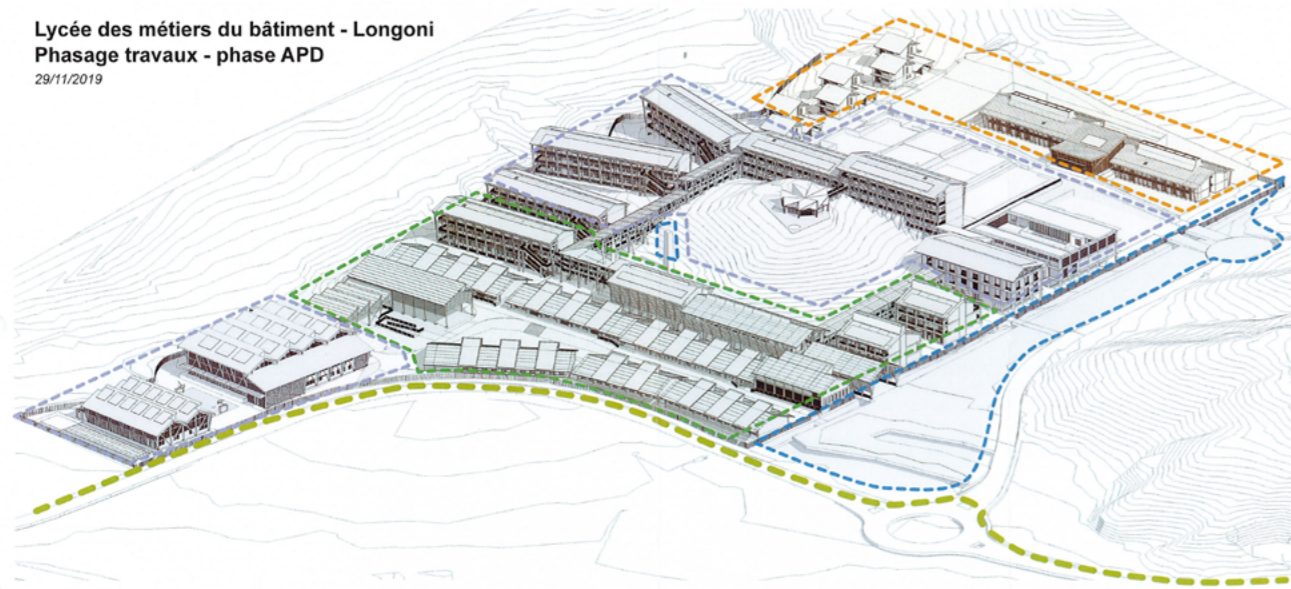 Lycée des métiers du bâtiment - Longoni
Phasage travaux - phase APD
29/11/2019